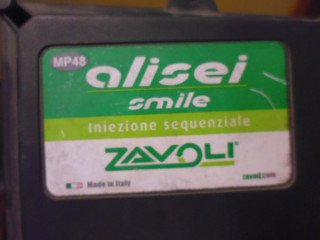 MP48
alisei
smile
Iniezione sequenziale
ZAVOLI
Made in Italy
zavoli.com